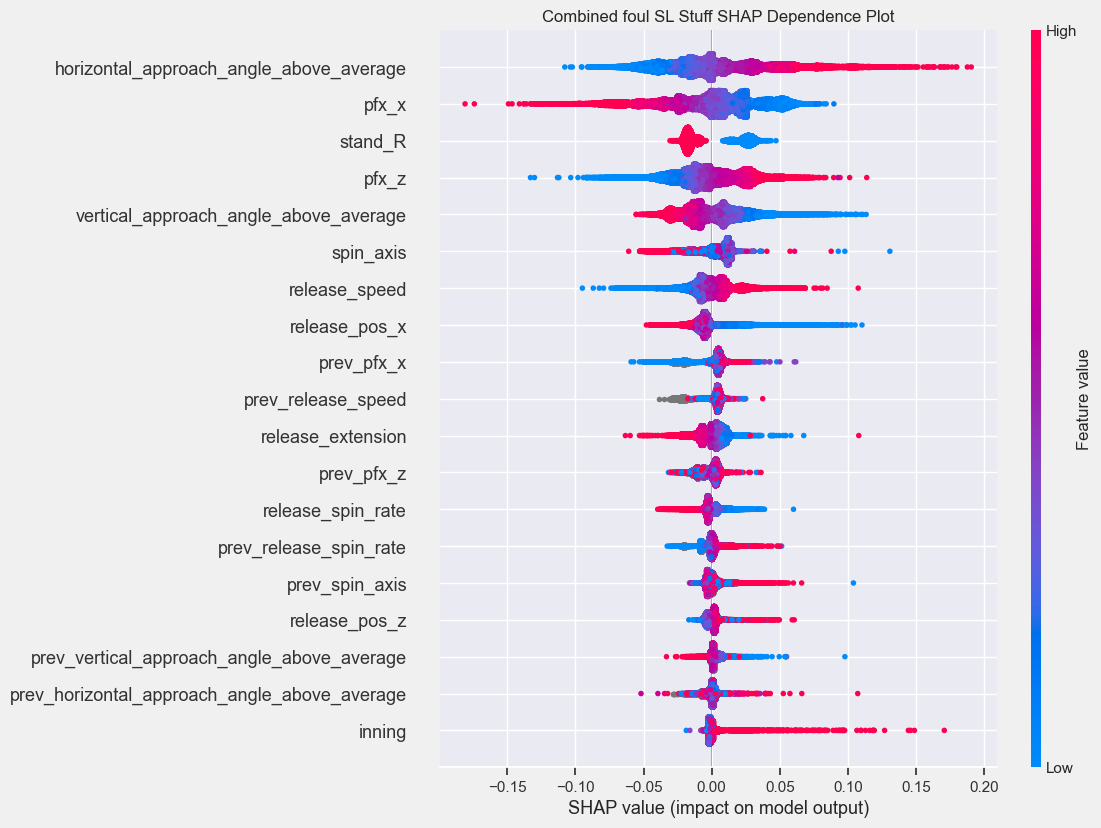 Combined foul SL Stuff SHAP Dependence Plot
High
horizontal_approach_angle_above_average
pfx_x
stand_R
pfx_z
vertical_approach_angle_above_average
spin_axis
release_speed
release_pos_x
prev_pfx_x
prev_release_speed
release_extension
prev_pfx_z
release_spin_rate
prev_release_spin_rate
prev_spin_axis
release_pos_z
prev_vertical_approach_angle_above_average
prev_horizontal_approach_angle_above_average
inning
Feature value
Low
−0.15 −0.10 −0.05 0.00 0.05 0.10 0.15 0.20
SHAP value (impact on model output)